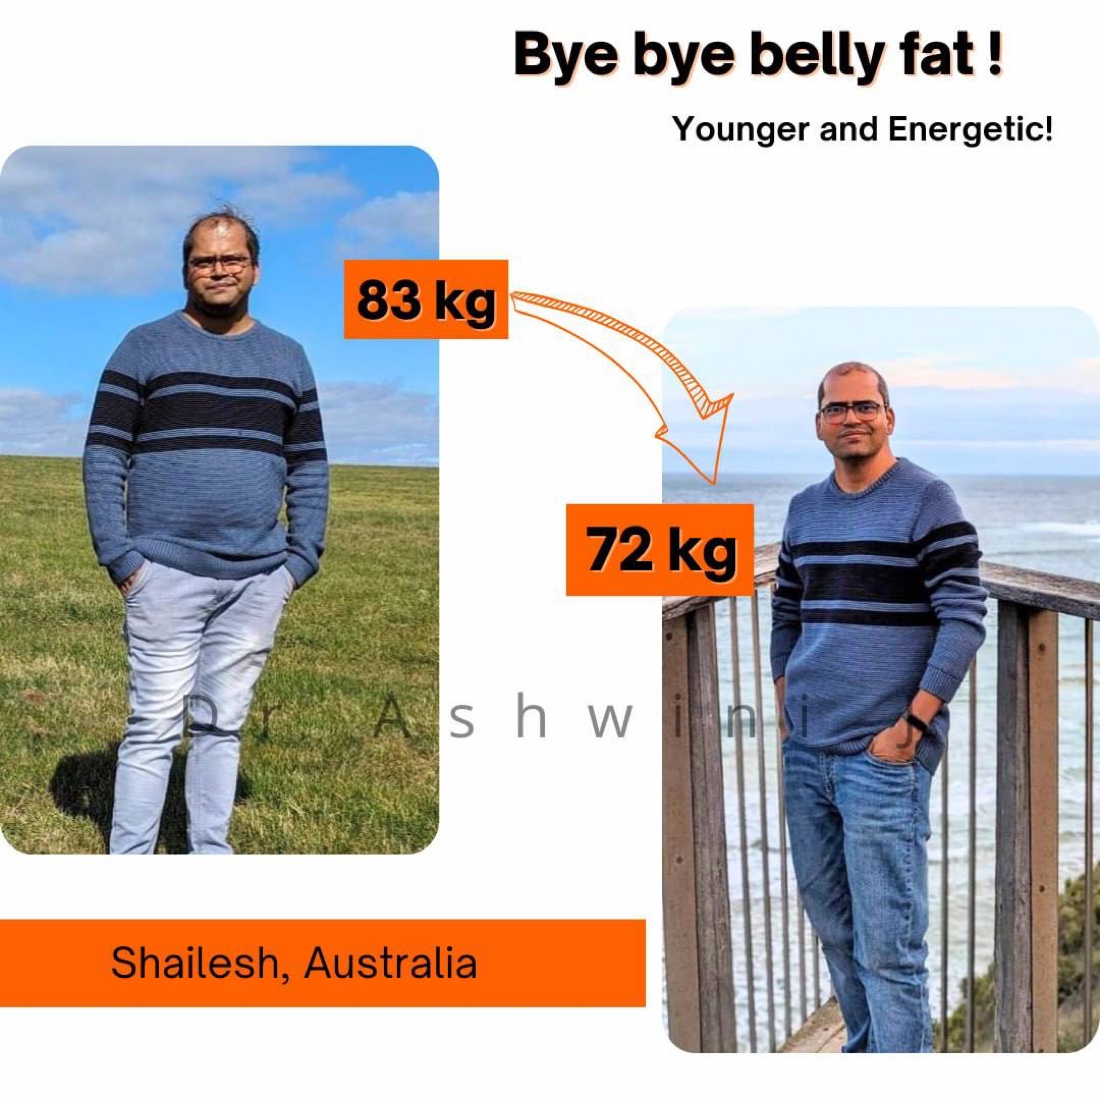 Bye bye belly fat !
Younger and Energetic!
83 kg
72 kg
Dr Ashwini J
Shailesh, Australia